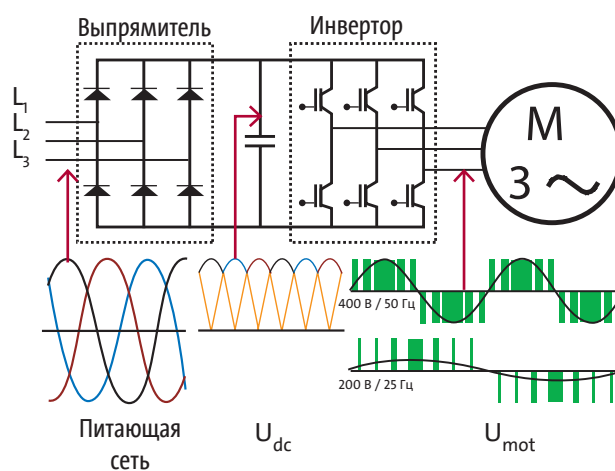 Выпрямитель
Инвертор
L1
L2
L3
M
3 ~
400 В / 50 Гц
200 В / 25 Гц
Питающая
сеть
Udc
Umot